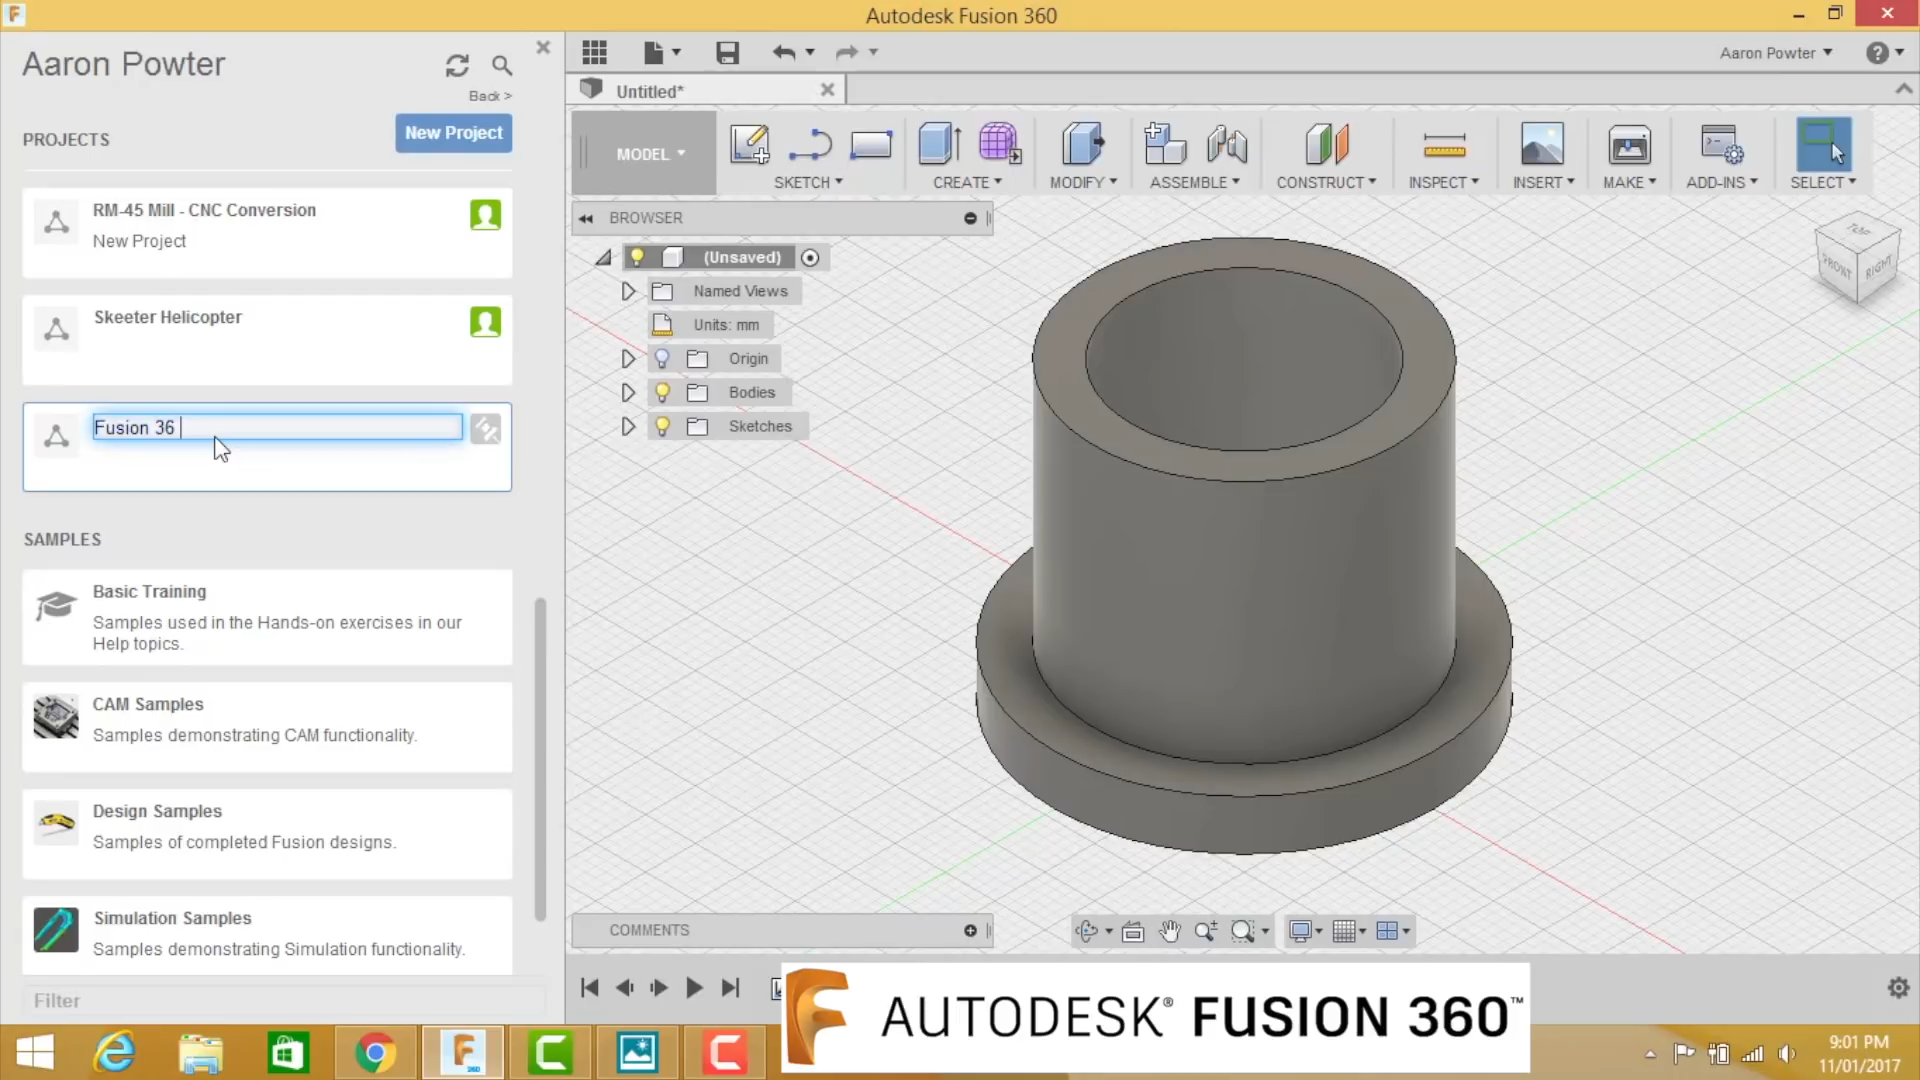 Autodesk Fusion 360
Aaron Powter
Back >
PROJECTS
New Project
RM-45 Mill - CNC Conversion
New Project
Skeeter Helicopter
Fusion 36
SAMPLES
Basic Training
Samples used in the Hands-on exercises in our
Help topics.
CAM Samples
Samples demonstrating CAM functionality.
Design Samples
Samples of completed Fusion designs.
Simulation Samples
Samples demonstrating Simulation functionality.
Filter
Aaron Powter
Untitled*
MODEL
SKETCH
CREATE
MODIFY
ASSEMBLE
CONSTRUCT
INSPECT
INSERT
MAKE
ADD-INS
SELECT
BROWSER
(Unsaved)
Named Views
Units: mm
Origin
Bodies
Sketches
TOP
FRONT
RIGHT
COMMENTS
AUTODESK® FUSION 360™
360
9:01 PM
11/01/2017